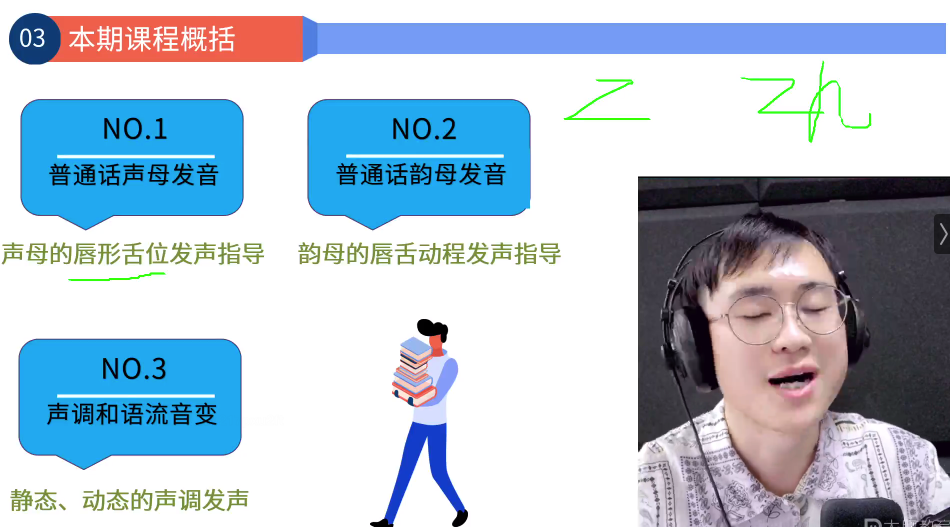 03 本期课程概括
Z zh
NO.1
普通话声母发音
声母的唇形舌位发声指导
NO.2
普通话韵母发音
韵母的唇舌动程发声指导
NO.3
声调和语流音变
静态、动态的声调发声